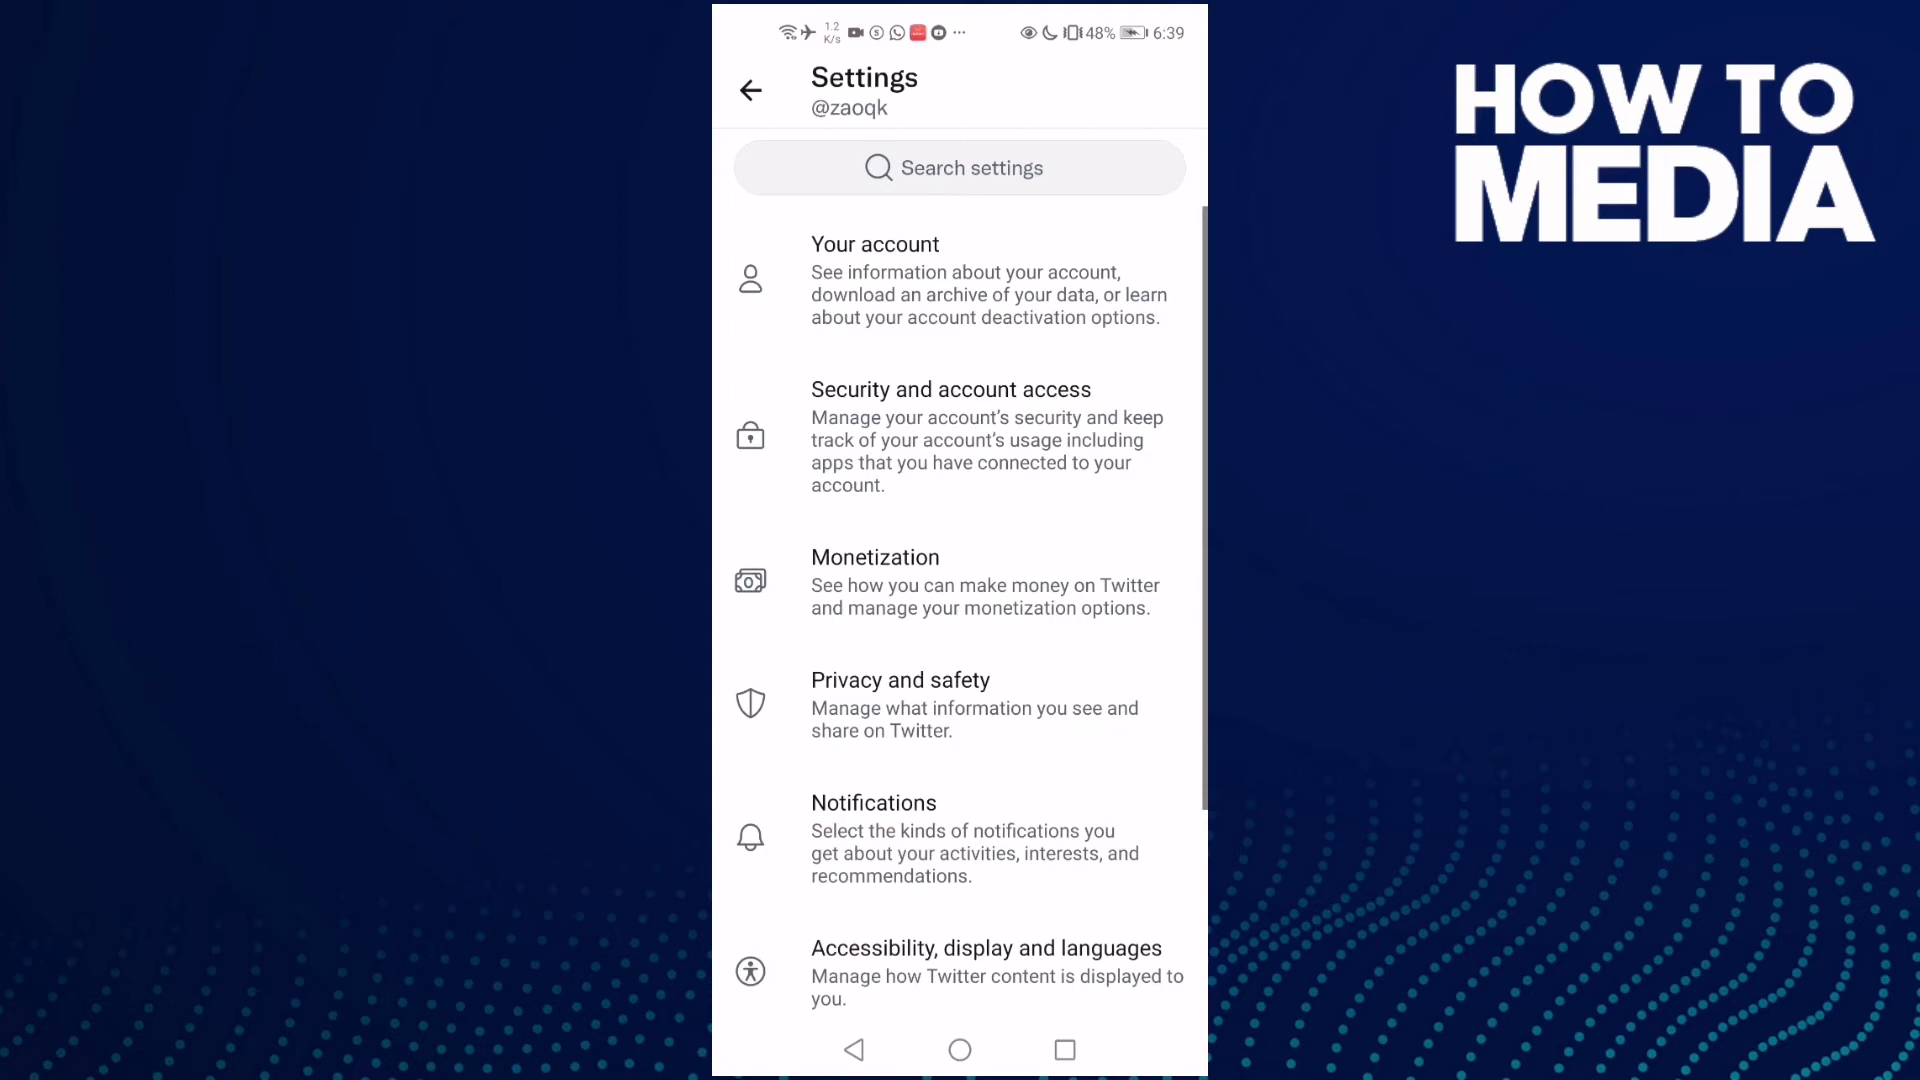 1.2
K/s
48%
6:39
Settings
@zaoqk
Search settings
Your account
See information about your account,
download an archive of your data, or learn
about your account deactivation options.
Security and account access
Manage your account’s security and keep
track of your account’s usage including
apps that you have connected to your
account.
Monetization
See how you can make money on Twitter
and manage your monetization options.
Privacy and safety
Manage what information you see and
share on Twitter.
Notifications
Select the kinds of notifications you
get about your activities, interests, and
recommendations.
Accessibility, display and languages
Manage how Twitter content is displayed to
you.
HOW TO
MEDIA